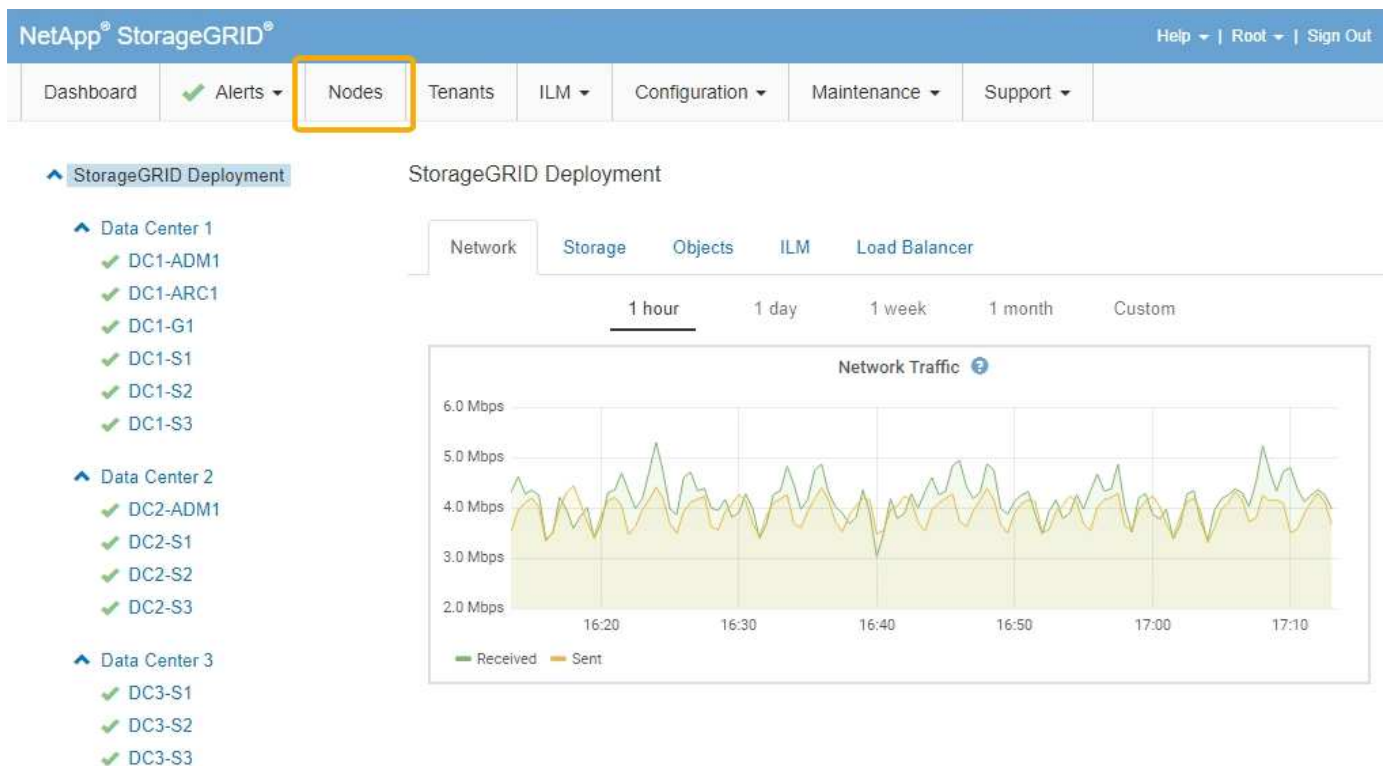 NetApp® StorageGRID®
Help | Root | Sign Out
Dashboard Alerts Nodes Tenants ILM Configuration Maintenance Support
StorageGRID Deployment
Data Center 1
DC1-ADM1
DC1-ARC1
DC1-G1
DC1-S1
DC1-S2
DC1-S3
Data Center 2
DC2-ADM1
DC2-S1
DC2-S2
DC2-S3
Data Center 3
DC3-S1
DC3-S2
DC3-S3
StorageGRID Deployment
Network Storage Objects ILM Load Balancer
1 hour 1 day 1 week 1 month Custom
Network Traffic ?
6.0 Mbps
5.0 Mbps
4.0 Mbps
3.0 Mbps
2.0 Mbps
16:20 16:30 16:40 16:50 17:00 17:10
Received Sent